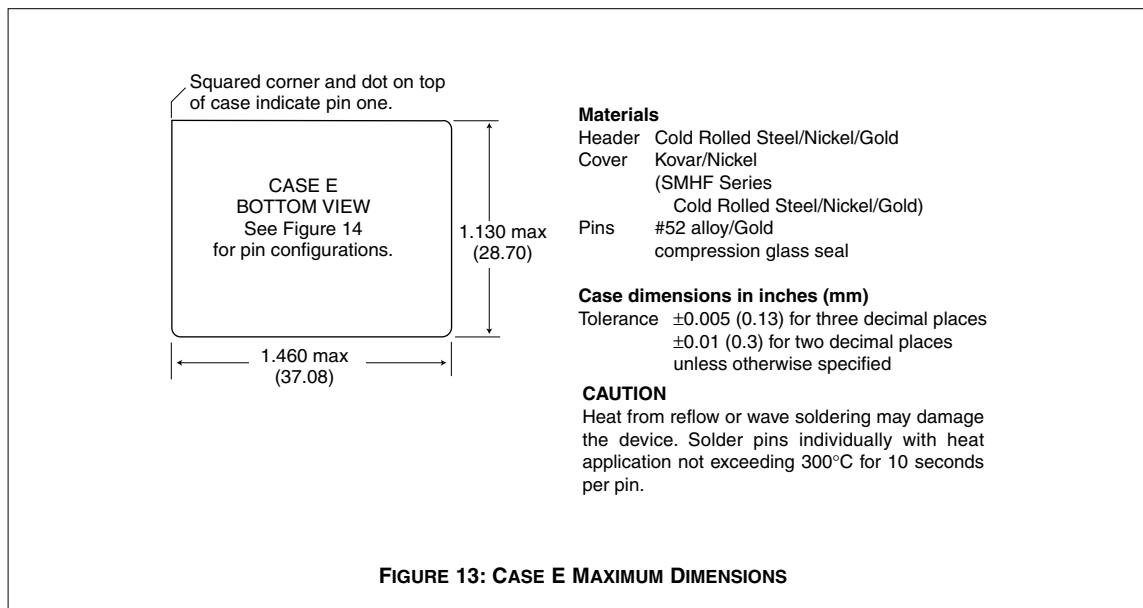 Squared corner and dot on top
of case indicate pin one.
CASE E
BOTTOM VIEW
See Figure 14
for pin configurations.
1.130 max
(28.70)
1.460 max
(37.08)
Materials
Header Cold Rolled Steel/Nickel/Gold
Cover Kovar/Nickel
(SMHF Series
Cold Rolled Steel/Nickel/Gold)
Pins #52 alloy/Gold
compression glass seal
Case dimensions in inches (mm)
Tolerance ±0.005 (0.13) for three decimal places
±0.01 (0.3) for two decimal places
unless otherwise specified
CAUTION
Heat from reflow or wave soldering may damage
the device. Solder pins individually with heat
application not exceeding 300°C for 10 seconds
per pin.
FIGURE 13: CASE E MAXIMUM DIMENSIONS